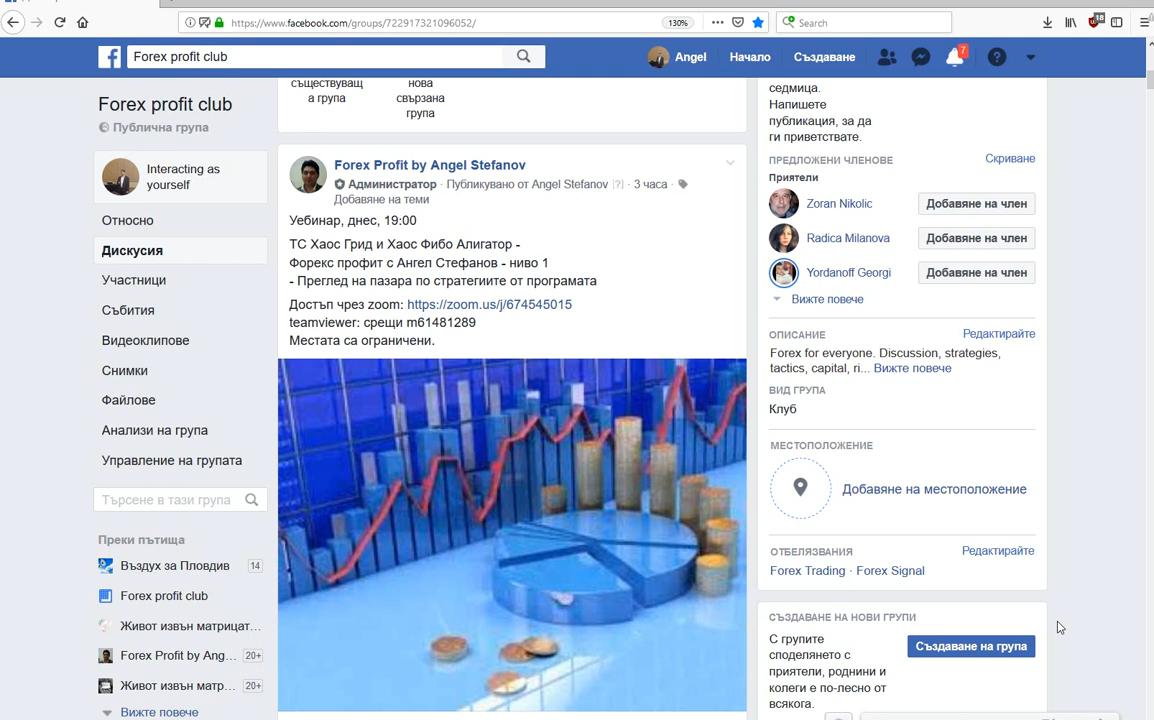 https://www.facebook.com/groups/722917321096052/
130%
Search
18
Forex profit club
Angel
Начало
Създаване
7
Forex profit club
Публична група
Interacting as
yourself
Относно
Дискусия
Участници
Събития
Видеоклипове
Снимки
Файлове
Анализи на група
Управление на групата
Търсене в тази група
Преки пътища
Въздух за Пловдив 14
Forex profit club
Живот извън матрицат...
Forex Profit by Ang... 20+
Живот извън матр... 20+
Вижте повече
съществуващ
а група
нова
свързана
група
Forex Profit by Angel Stefanov
Администратор · Публикувано от Angel Stefanov [?] · 3 часа ·
Добавяне на теми
Уебинар, днес, 19:00
ТС Хаос Грид и Хаос Фибо Алигатор -
Форекс профит с Ангел Стефанов - ниво 1
- Преглед на пазара по стратегиите от програмата
Достъп чрез zoom: https://zoom.us/j/674545015
teamviewer: срещи m61481289
Местата са ограничени.
седмица.
Напишете
публикация, за да
ги приветствате.
ПРЕДЛОЖЕНИ ЧЛЕНОВЕ Скриване
Приятели
Zoran Nikolic Добавяне на член
Radica Milanova Добавяне на член
Yordanoff Georgi Добавяне на член
Вижте повече
ОПИСАНИЕ Редактирайте
Forex for everyone. Discussion, strategies,
tactics, capital, ri... Вижте повече
ВИД ГРУПА
Клуб
МЕСТОПОЛОЖЕНИЕ
Добавяне на местоположение
ОТБЕЛЯЗВАНИЯ Редактирайте
Forex Trading · Forex Signal
СЪЗДАВАНЕ НА НОВИ ГРУПИ
С групите
споделянето с
приятели, роднини и
колеги е по-лесно от
всякога.
Създаване на група